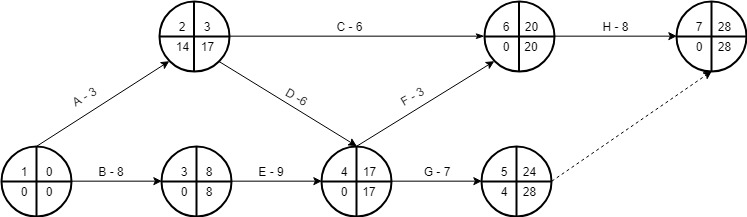 2 3
14 17
C - 6
6 20
0 20
H - 8
7 28
0 28
A - 3
D -6
F - 3
1 0
0 0
B - 8
3 8
0 8
E - 9
4 17
0 17
G - 7
5 24
4 28